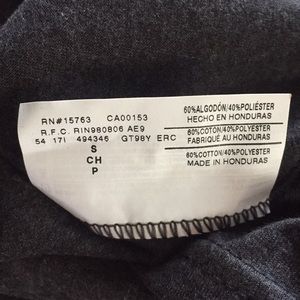 RN#15763 CA00153
R.F.C. RIN980806 AE9
54 17I 494346 GT98Y ERC
S
CH
P
60%ALGODÓN/40%POLIÉSTER
HECHO EN HONDURAS
60%COTON/40%POLYESTER
FABRIQUÉ AU HONDURAS
60%COTTON/40%POLYESTER
MADE IN HONDURAS